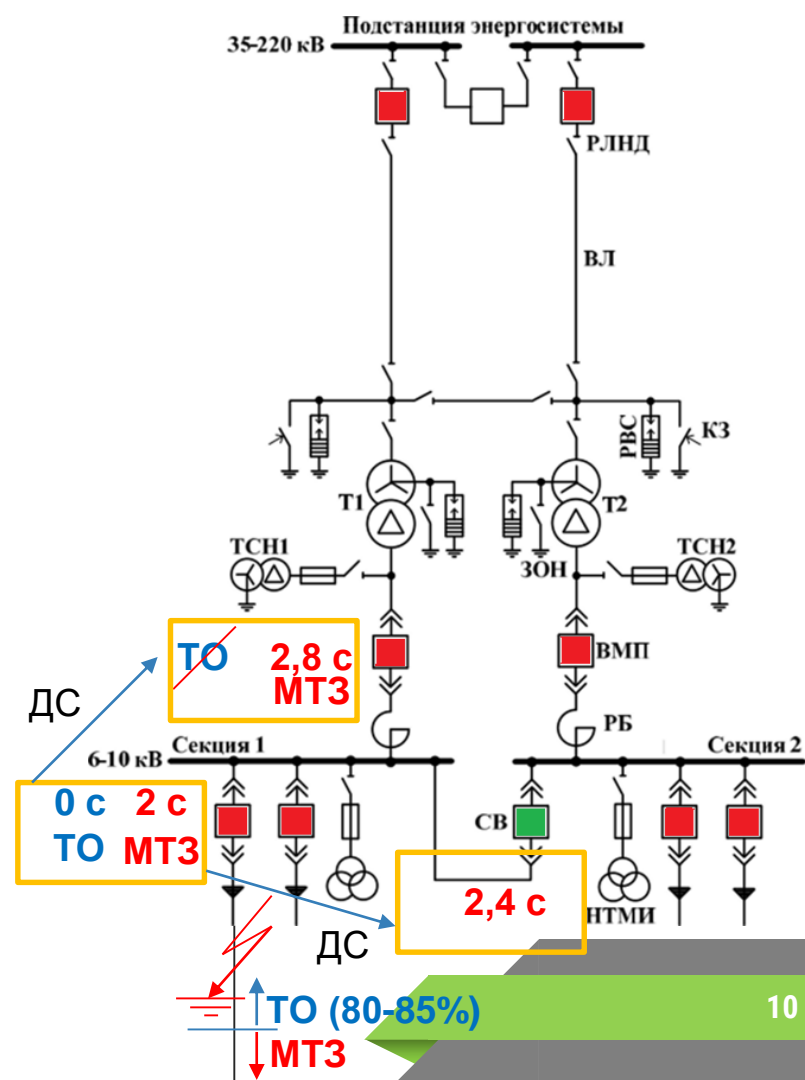 Подстанция энергосистемы
35-220 кВ
РЛНД
ВЛ
РВС
КЗ
Т1
Т2
ТСН1
ЗОН
ТСН2
ТО 2,8 с
МТЗ
ВМП
ДС
РБ
6-10 кВ
Секция 1
Секция 2
0 с 2 с
ТО МТЗ
СВ
2,4 с
НТМИ
ДС
ТО (80-85%)
10
МТЗ